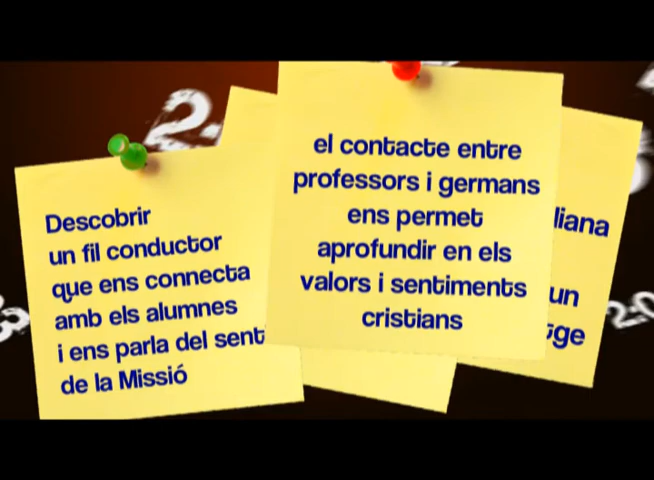 Descobrir
un fil conductor
que ens connecta
amb els alumnes
i ens parla del
de la Missió
el contacte entre
professors i germans
ens permet
aprofundir en els
valors i sentiments
cristians
un